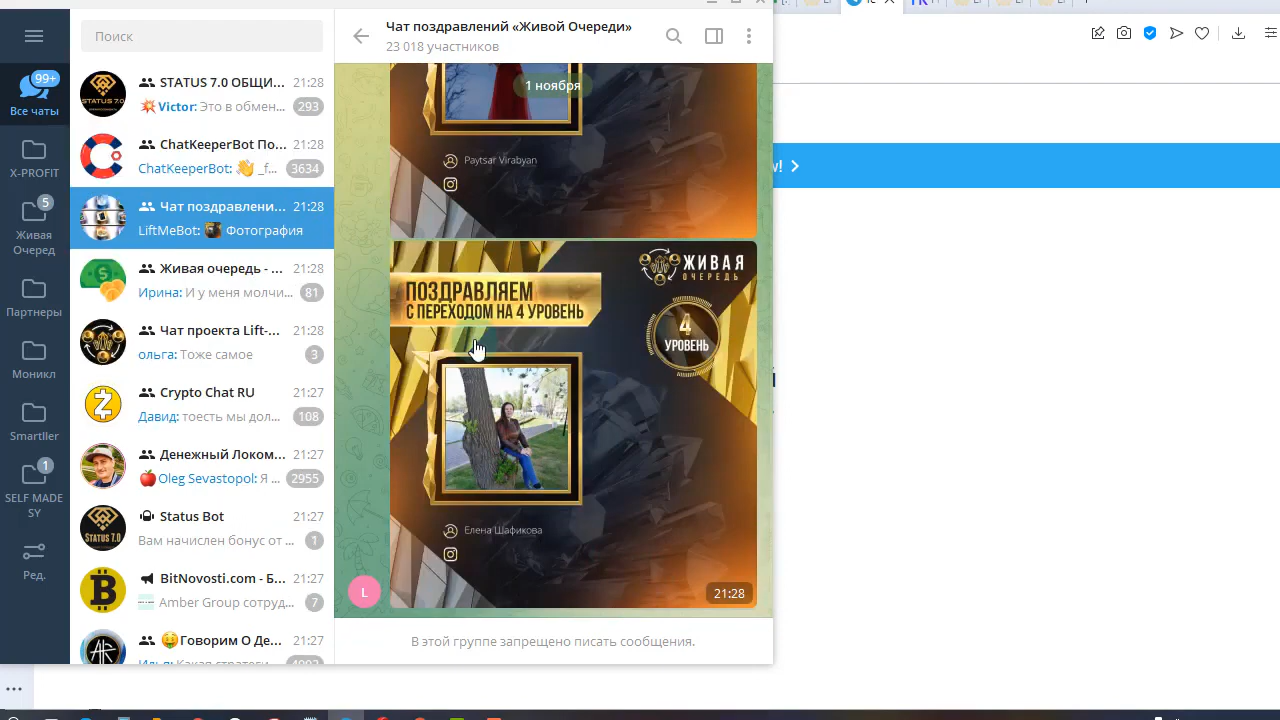 99+
Все чаты
X-PROFIT
5
Живая
Очеред
Партнеры
Моникл
Smartller
1
SELF MADE
SY
Ред.
Поиск
STATUS 7.0 ОБЩИ... 21:28
Victor: Это в обмен... 293
ChatKeeperBot По... 21:28
ChatKeeperBot: 👋 _f... 3634
Чат поздравлени... 21:28
LiftMeBot: Фотография
Живая очередь - ... 21:28
Ирина: И у меня молчи... 81
Чат проекта Lift-... 21:28
ольга: Тоже самое 3
Crypto Chat RU 21:27
Давид: тоесть мы дол... 108
Денежный Локом... 21:27
🍎 Oleg Sevastopol: Я ... 2955
Status Bot 21:27
Вам начислен бонус от ... 1
BitNovosti.com - Б... 21:27
Amber Group сотруд... 7
🤑Говорим О Де... 21:27
Чат поздравлений «Живой Очереди»
23 018 участников
1 ноября
Paytsar Virabyan
ЖИВАЯ
ОЧЕРЕДЬ
ПОЗДРАВЛЯЕМ
С ПЕРЕХОДОМ НА 4 УРОВЕНЬ
4
УРОВЕНЬ
Елена Шафикова
L
21:28
В этой группе запрещено писать сообщения.
STATUS 7.0